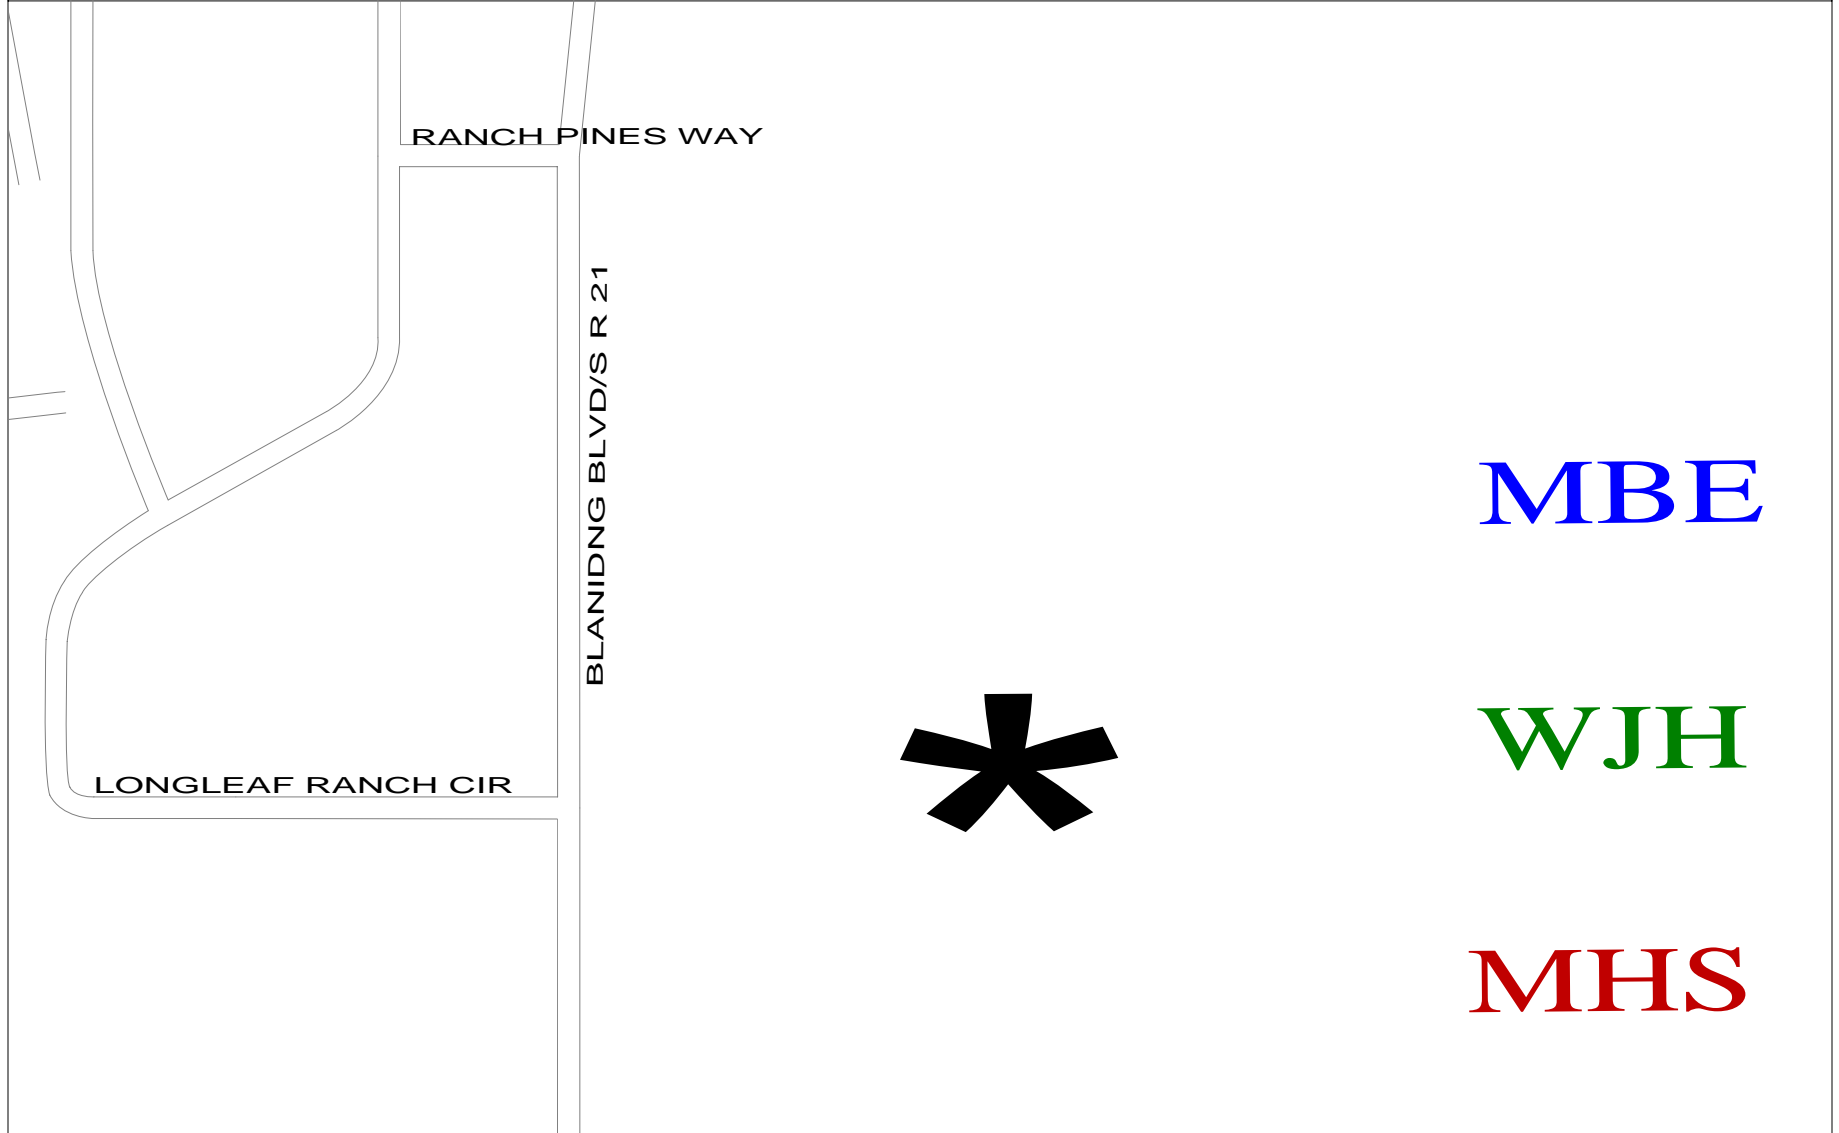 RANCH PINES WAY
BLANIDNG BLVD/S R 21
MBE
WJH
*
LONGLEAF RANCH CIR
MHS